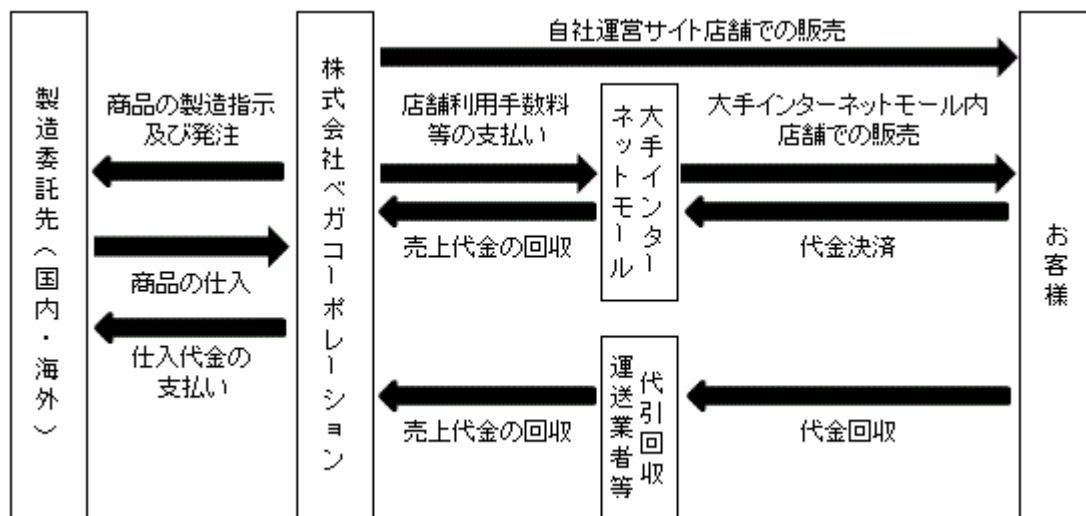 製造委託先（国内・海外）
商品の製造指示
及び発注
商品の仕入
仕入代金の
支払い
株式会社ベガコーポレーション
自社運営サイト店舗での販売
店舗利用手数料
等の支払い
売上代金の回収
大手インター
ネットモール
大手インターネットモール内
店舗での販売
代金決済
売上代金の回収
代引回収
運送業者等
代金回収
お客様